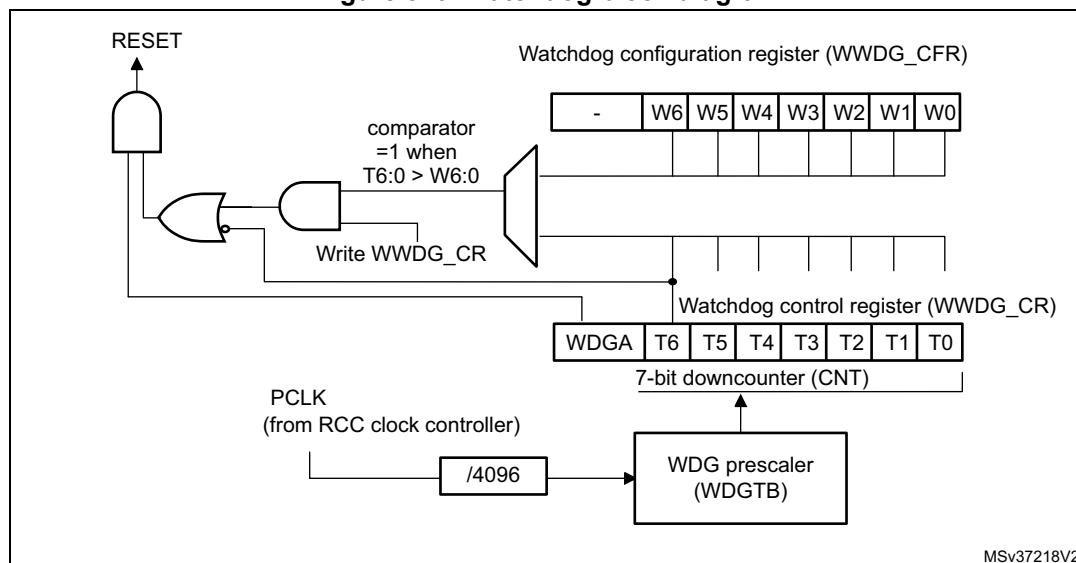 RESET
Watchdog configuration register (WWDG_CFR)
- W6 W5 W4 W3 W2 W1 W0
comparator
=1 when
T6:0 > W6:0
Write WWDG_CR
Watchdog control register (WWDG_CR)
WDGA T6 T5 T4 T3 T2 T1 T0
7-bit downcounter (CNT)
PCLK
(from RCC clock controller)
/4096
WDG prescaler
(WDGTB)
MSv37218V2